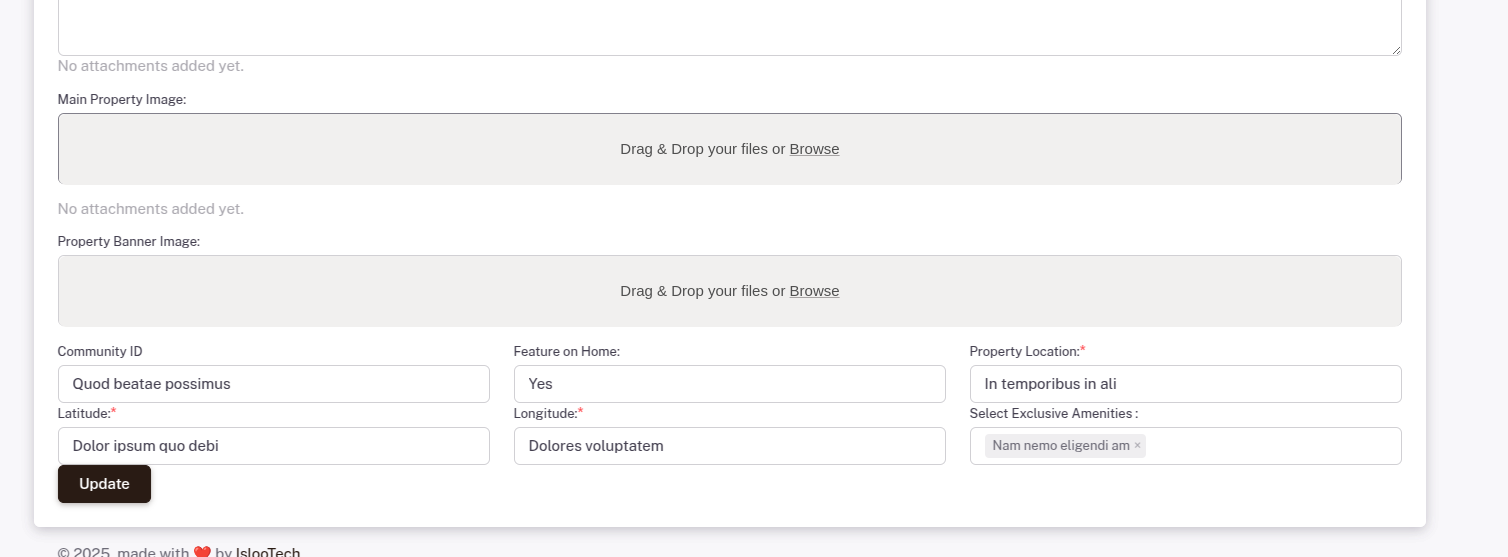 No attachments added yet.
Main Property Image:
Drag & Drop your files or Browse
No attachments added yet.
Property Banner Image:
Drag & Drop your files or Browse
Community ID Feature on Home: Property Location:*
Quod beatae possimus Yes In temporibus in ali
Latitude:* Longitude:* Select Exclusive Amenities :
Dolor ipsum quo debi Dolores voluptatem Nam nemo eligendi am ×
Update
© 2025, made with ❤️ by IslooTech